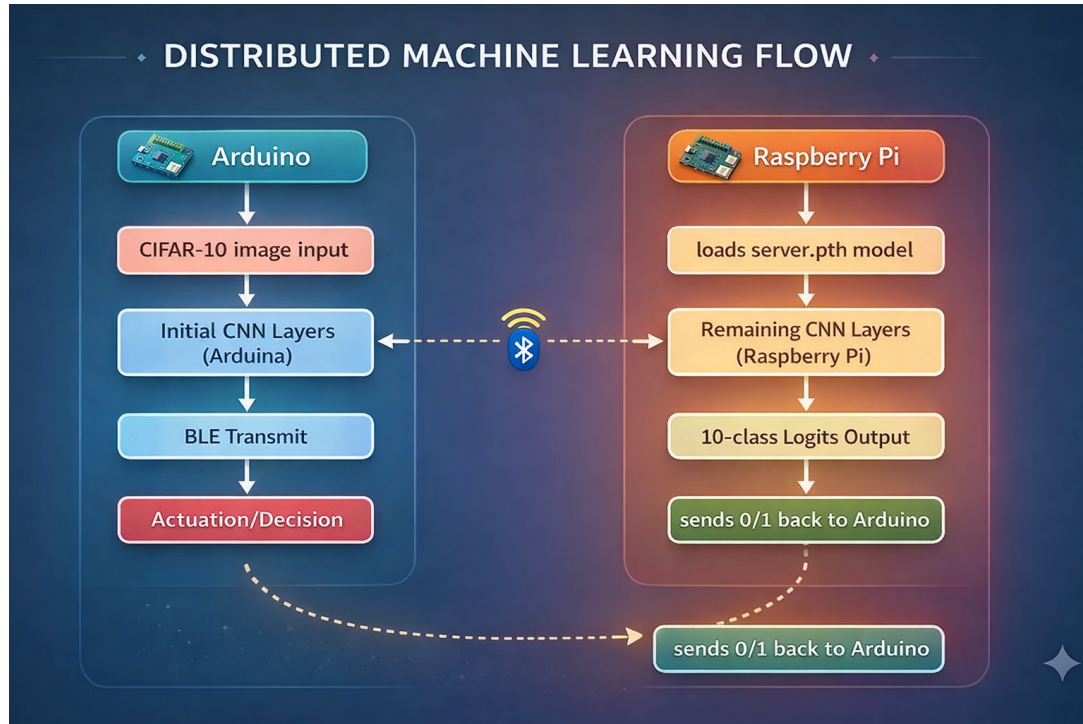 DISTRIBUTED MACHINE LEARNING FLOW
Arduino
CIFAR-10 image input
Initial CNN Layers
(Arduina)
BLE Transmit
Actuation/Decision
Raspberry Pi
loads server.pth model
Remaining CNN Layers
(Raspberry Pi)
10-class Logits Output
sends 0/1 back to Arduino
sends 0/1 back to Arduino